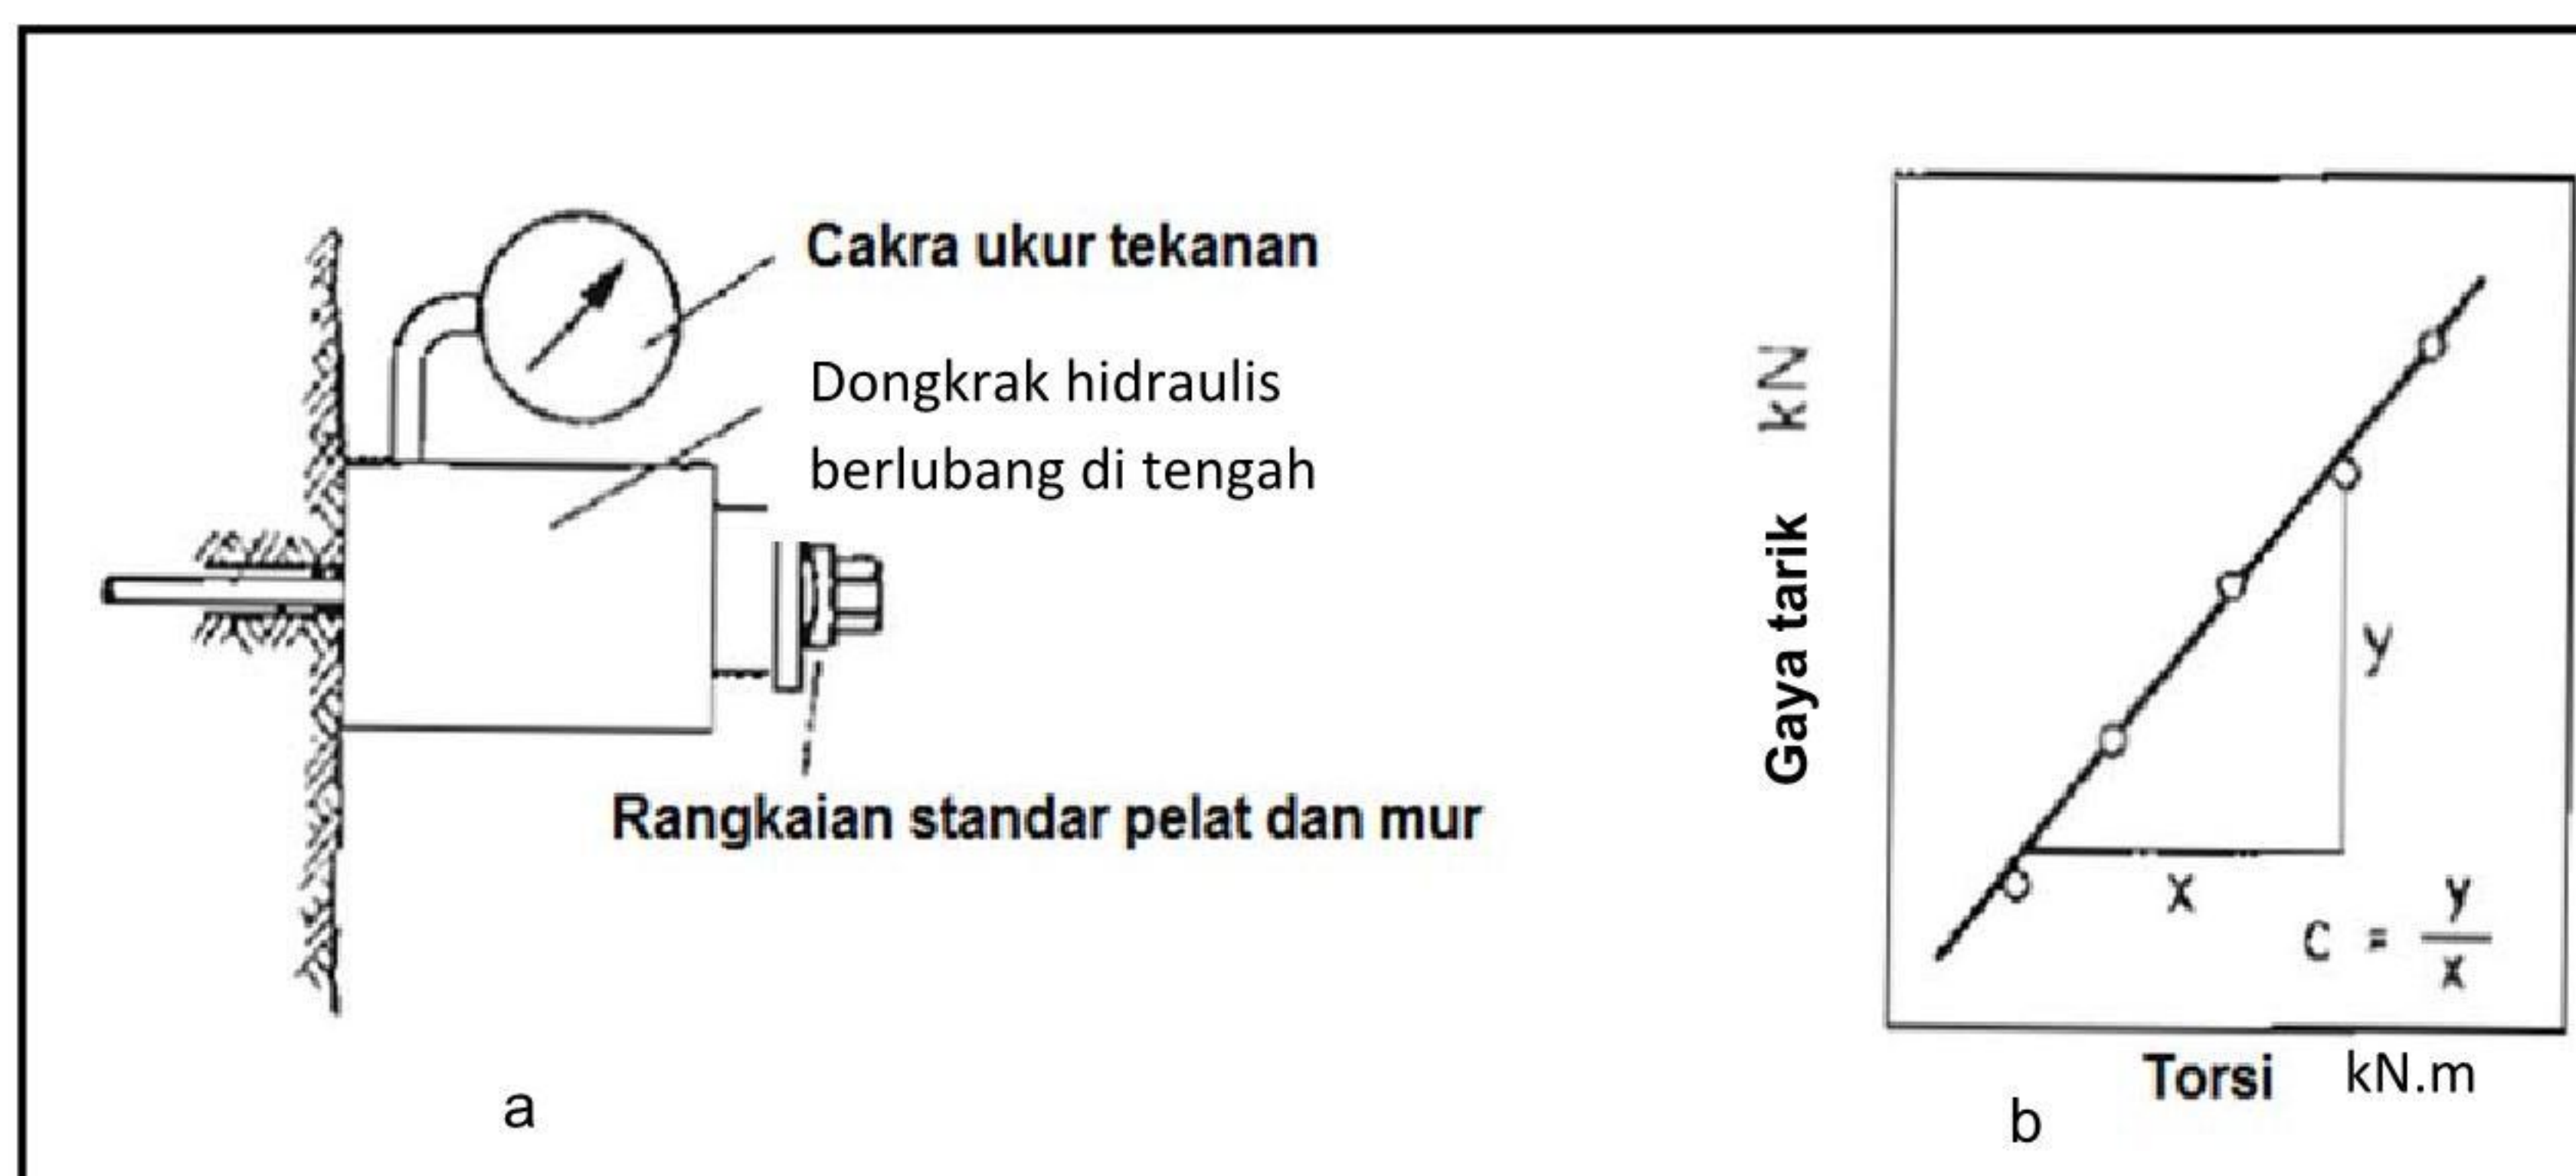 Cakra ukur tekanan
Dongkrak hidraulis
berlubang di tengah
Rangkaian standar pelat dan mur
a
Gaya tarik kN
y
x
C = y/x
Torsi kN.m
b